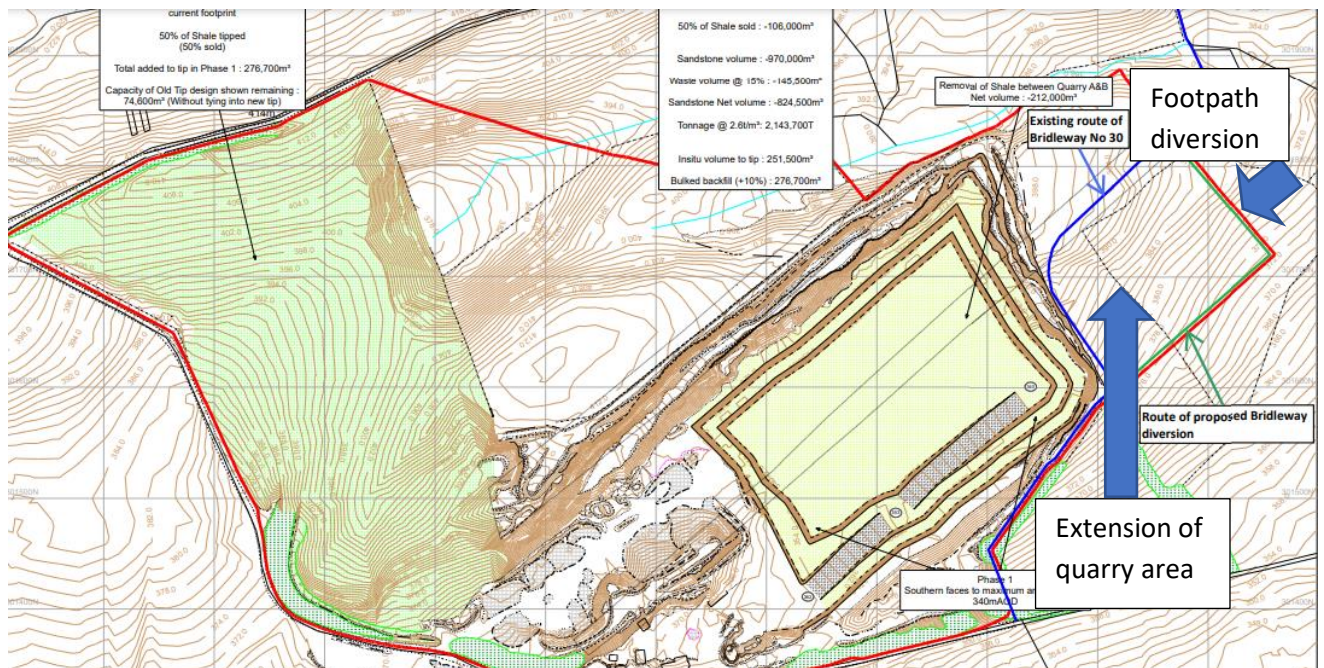 current footprint
50% of Shale tipped
(50% sold)
Total added to tip in Phase 1 : 276,700m³
Capacity of Old Tip design shown remaining :
74,600m³ (Without tying into new tip)
414m
50% of Shale sold : -106,000m³
Sandstone volume : -970,000m³
Waste volume @ 15% : -145,500m³
Sandstone Net volume : -824,500m³
Tonnage @ 2.6t/m³: 2,143,700T
Insitu volume to tip : 251,500m³
Bulked backfill (+10%) : 276,700m³
Removal of Shale between Quarry A&B
Net volume : -212,000m³
Existing route of
Bridleway No 30
Footpath
diversion
Route of proposed Bridleway
diversion
Extension of
quarry area
Phase 1
Southern faces to maximum
340mAOD